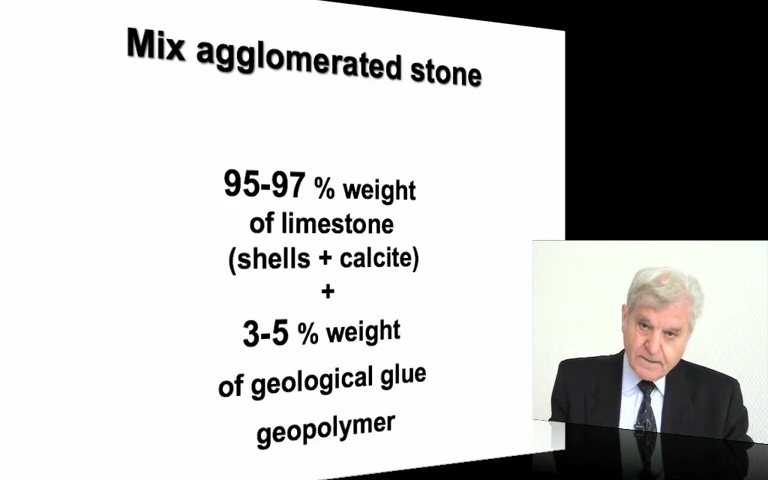 Mix agglomerated stone
95-97 % weight
of limestone
(shells + calcite)
+
3-5 % weight
of geological glue
geopolymer